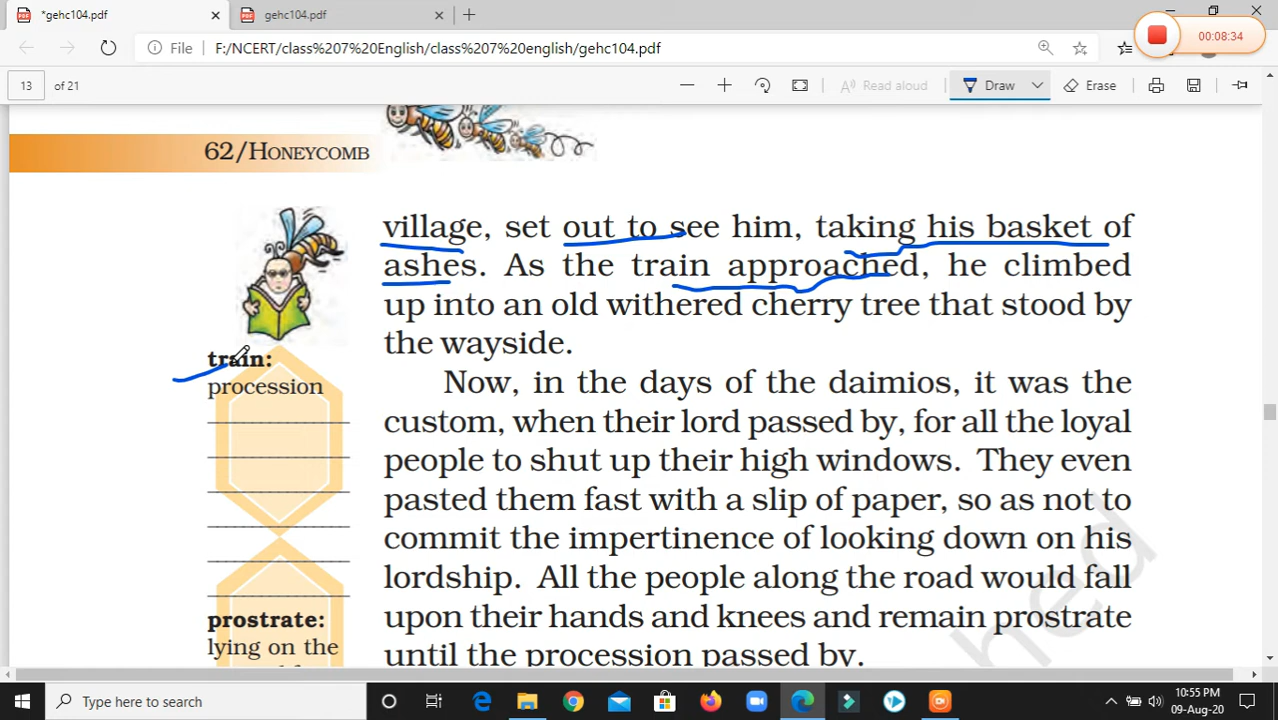 *gehc104.pdf
gehc104.pdf
00:08:34
File
F:/NCERT/class%207%20English/class%207%20english/gehc104.pdf
13 of 21
Read aloud
Draw
Erase
62/HONEYCOMB
village, set out to see him, taking his basket of
ashes. As the train approached, he climbed
up into an old withered cherry tree that stood by
the wayside.
train:
procession
Now, in the days of the daimios, it was the
custom, when their lord passed by, for all the loyal
people to shut up their high windows. They even
pasted them fast with a slip of paper, so as not to
commit the impertinence of looking down on his
lordship. All the people along the road would fall
upon their hands and knees and remain prostrate
until the procession passed by.
prostrate:
lying on the
hed
Type here to search
10:55 PM
09-Aug-20